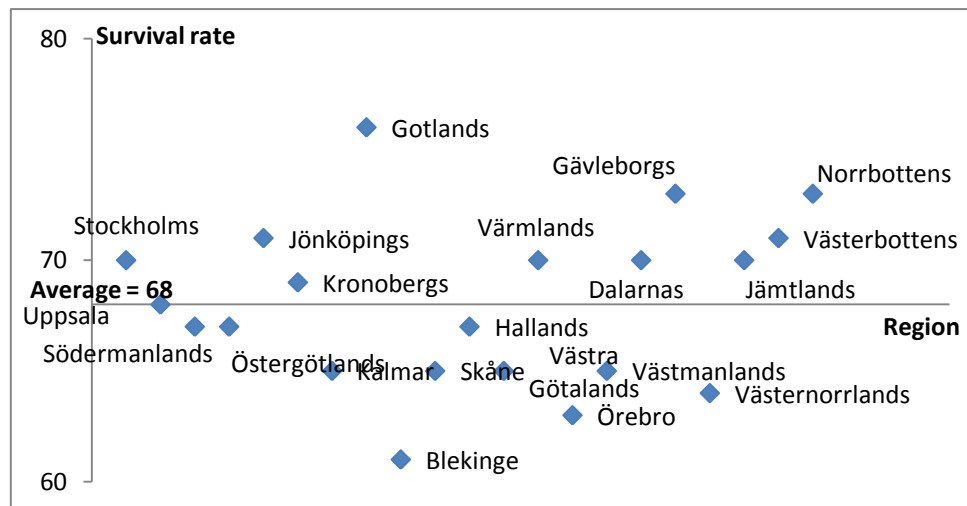 80
Survival rate
Gotlands
Gävleborgs
Norrbottens
Stockholms
Jönköpings
Värmlands
Västerbottens
70
Kronobergs
Average = 68
Dalarnas
Jämtlands
Uppsala
Hallands
Region
Södermanlands
Östergötlands
Kalmar
Skåne
Västra
Götalands
Västmanlands
Västernorrlands
Örebro
Blekinge
60